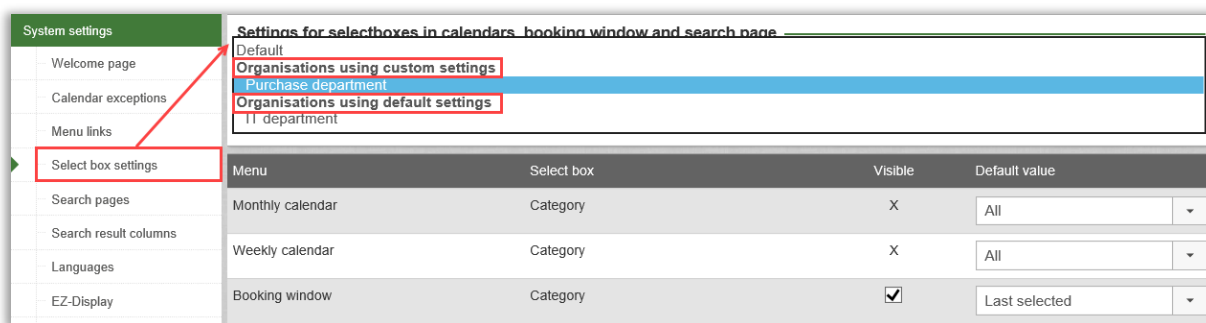 System settings
Welcome page
Calendar exceptions
Menu links
Select box settings
Search pages
Search result columns
Languages
EZ-Display
Settings for selectboxes in calendars, booking window and search page
Default
Organisations using custom settings
Purchase department
Organisations using default settings
IT department
Menu Select box Visible Default value
Monthly calendar Category X All
Weekly calendar Category X All
Booking window Category Last selected